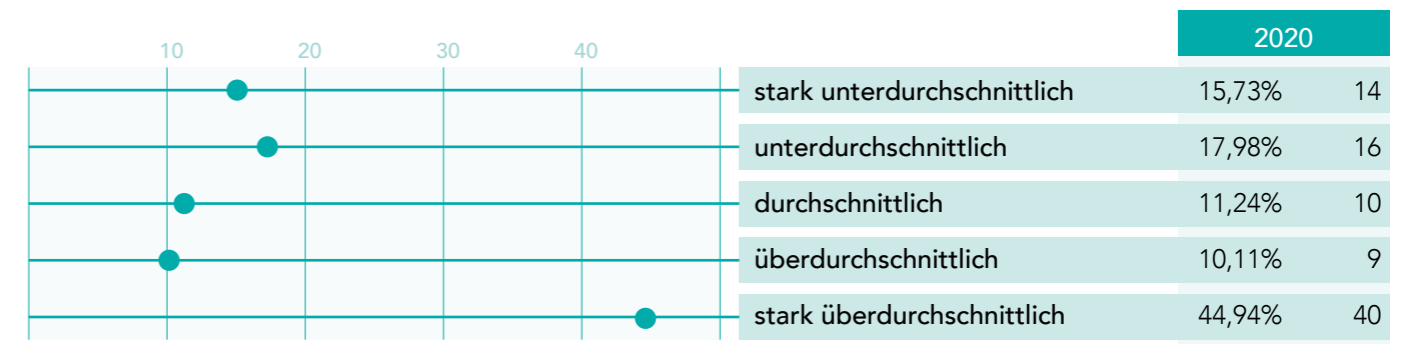 10 20 30 40 2020
stark unterdurchschnittlich 15,73% 14
unterdurchschnittlich 17,98% 16
durchschnittlich 11,24% 10
überdurchschnittlich 10,11% 9
stark überdurchschnittlich 44,94% 40